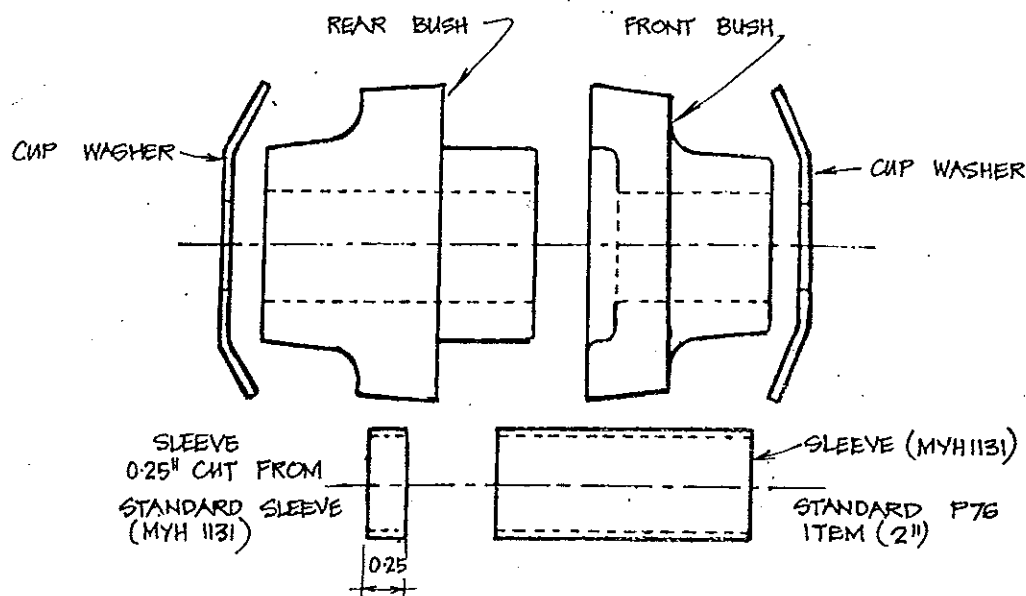 REAR BUSH
FRONT BUSH
CUP WASHER
CUP WASHER
SLEEVE
0.25" CUT FROM
STANDARD SLEEVE
(MYH 1131)
0.25
SLEEVE (MYH1131)
STANDARD P76
ITEM (2")